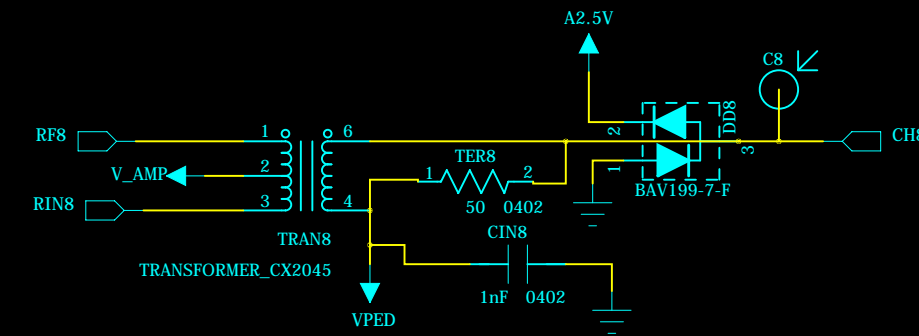 A2.5V
C8
RF8
1
6
2
DD8
3
CH8
V_AMP
2
TER8
1
2
1
BAV199-7-F
RIN8
3
4
50 0402
TRAN8
CIN8
TRANSFORMER_CX2045
1nF 0402
VPED